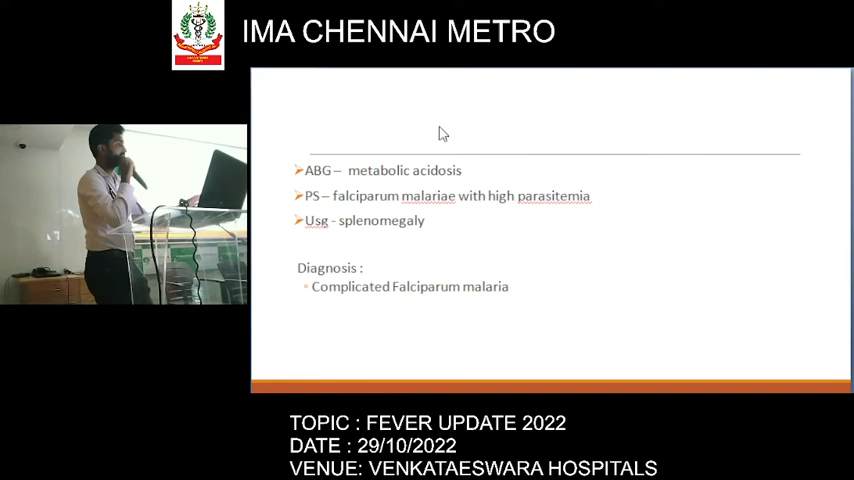 IMA CHENNAI METRO
ABG – metabolic acidosis
PS – falciparum malariae with high parasitemia
Usg - splenomegaly
Diagnosis :
Complicated Falciparum malaria
TOPIC : FEVER UPDATE 2022
DATE : 29/10/2022
VENUE: VENKATAESWARA HOSPITALS